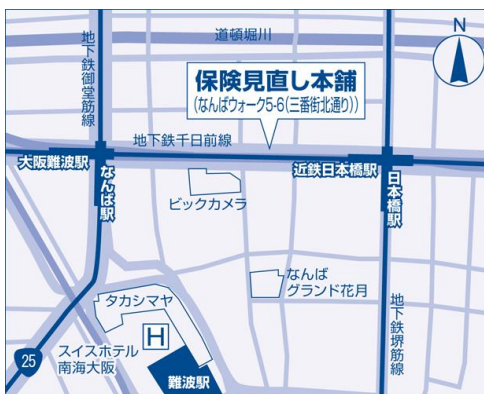 N
道頓堀川
地下鉄御堂筋線
保険見直し本舗
(なんばウォーク5-6(三番街北通り))
地下鉄千日前線
大阪難波駅
なんば駅
近鉄日本橋駅
日本橋駅
ビックカメラ
なんば
グランド花月
タカシマヤ
地下鉄堺筋線
H
25
スイスホテル
南海大阪
難波駅